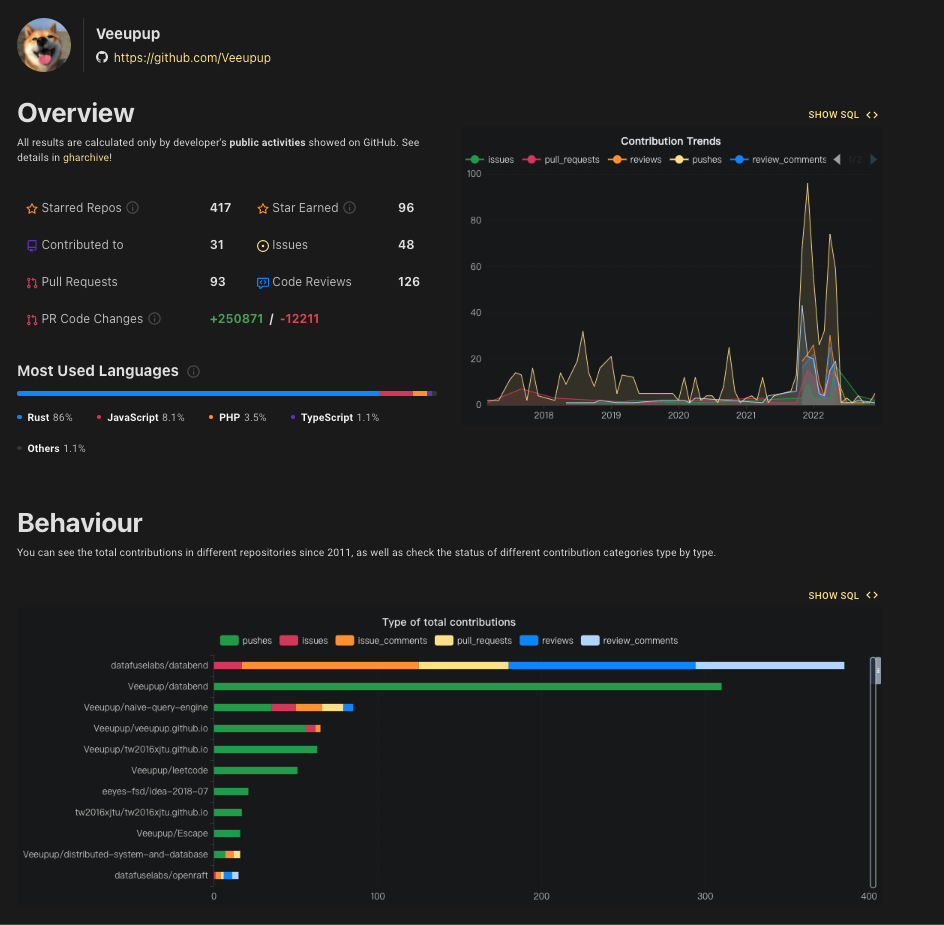 Veeupup
https://github.com/Veeupup
Overview
SHOW SQL <>
All results are calculated only by developer's public activities showed on GitHub. See
details in gharchive!
Starred Repos 417 Star Earned 96
Contributed to 31 Issues 48
Pull Requests 93 Code Reviews 126
PR Code Changes +250871 / -12211
Most Used Languages
Rust 86% JavaScript 8.1% PHP 3.5% TypeScript 1.1%
Others 1.1%
Contribution Trends
issues pull_requests reviews pushes review_comments 1/2
100
80
60
40
20
0
2018 2019 2020 2021 2022
Behaviour
You can see the total contributions in different repositories since 2011, as well as check the status of different contribution categories type by type.
SHOW SQL <>
Type of total contributions
pushes issues issue_comments pull_requests reviews review_comments
datafuselabs/databend
Veeupup/databend
Veeupup/naive-query-engine
Veeupup/veeupup.github.io
Veeupup/tw2016xjtu.github.io
Veeupup/leetcode
eeyes-fsd/idea-2018-07
tw2016xjtu/tw2016xjtu.github.io
Veeupup/Escape
Veeupup/distributed-system-and-database
datafuselabs/openraft
0 100 200 300 400